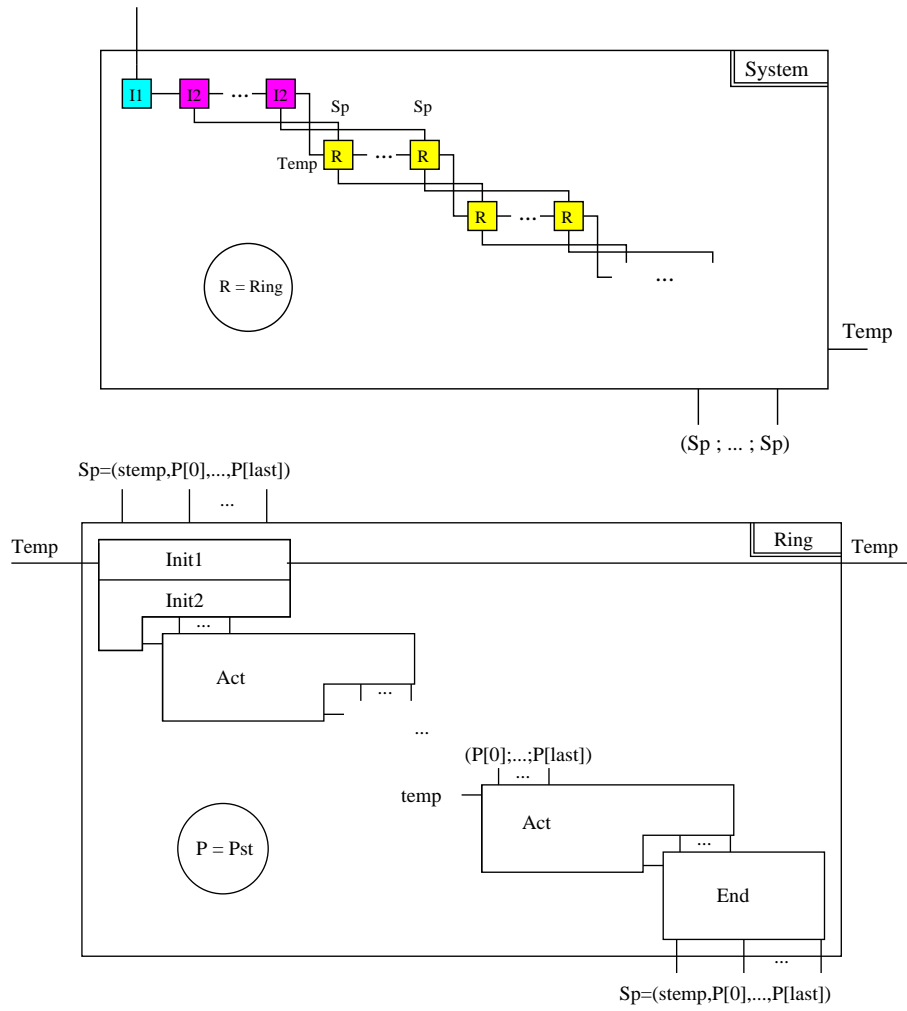 System
I1 I2 ... I2
Sp Sp
Temp R ... R
R ... R
...
R = Ring
Temp
(Sp ; ... ; Sp)
Sp=(stemp,P[0],...,P[last])
...
Ring
Temp Init1 Temp
Init2
...
Act
...
...
(P[0];...;P[last])
...
temp
Act
P = Pst
...
End
...
Sp=(stemp,P[0],...,P[last])